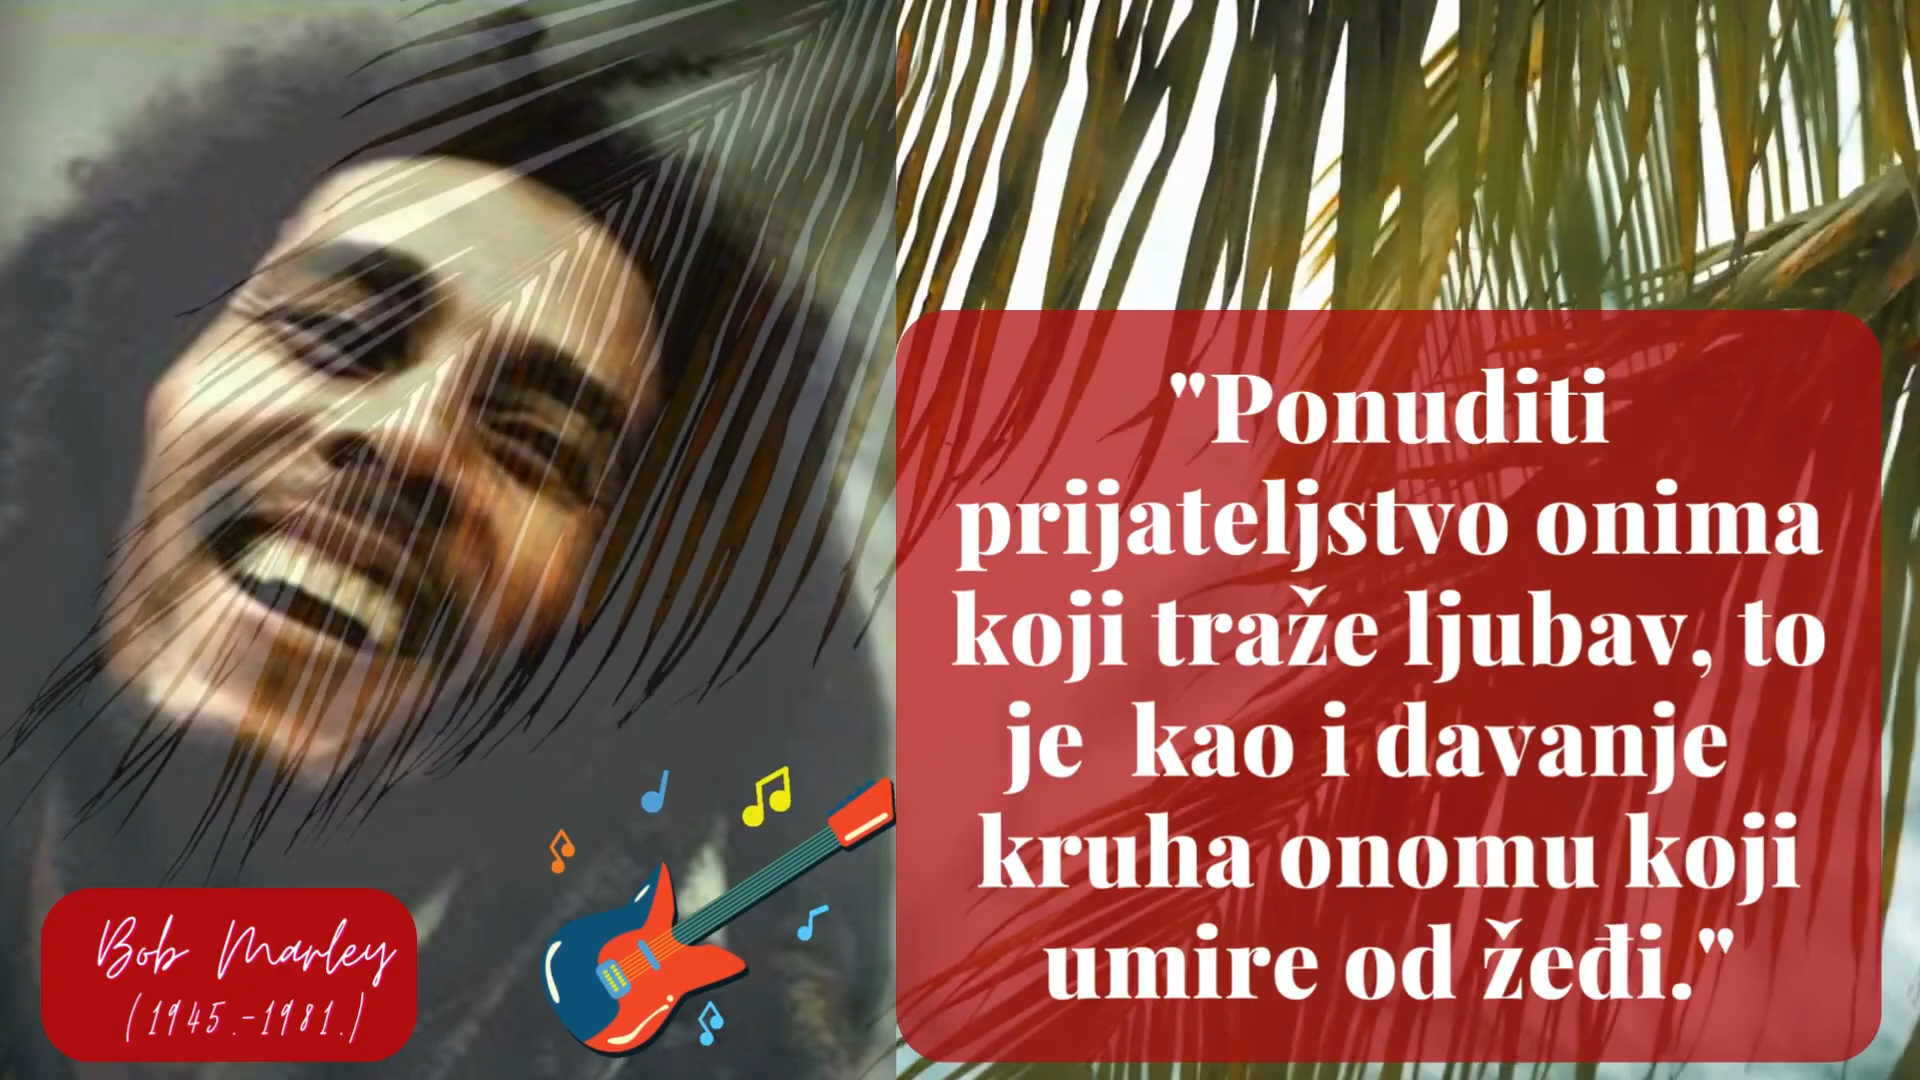 "Ponuditi
prijateljstvo onima
koji traže ljubav, to
je kao i davanje
kruha onomu koji
umire od žeđi."
Bob Marley
(1945.-1981.)